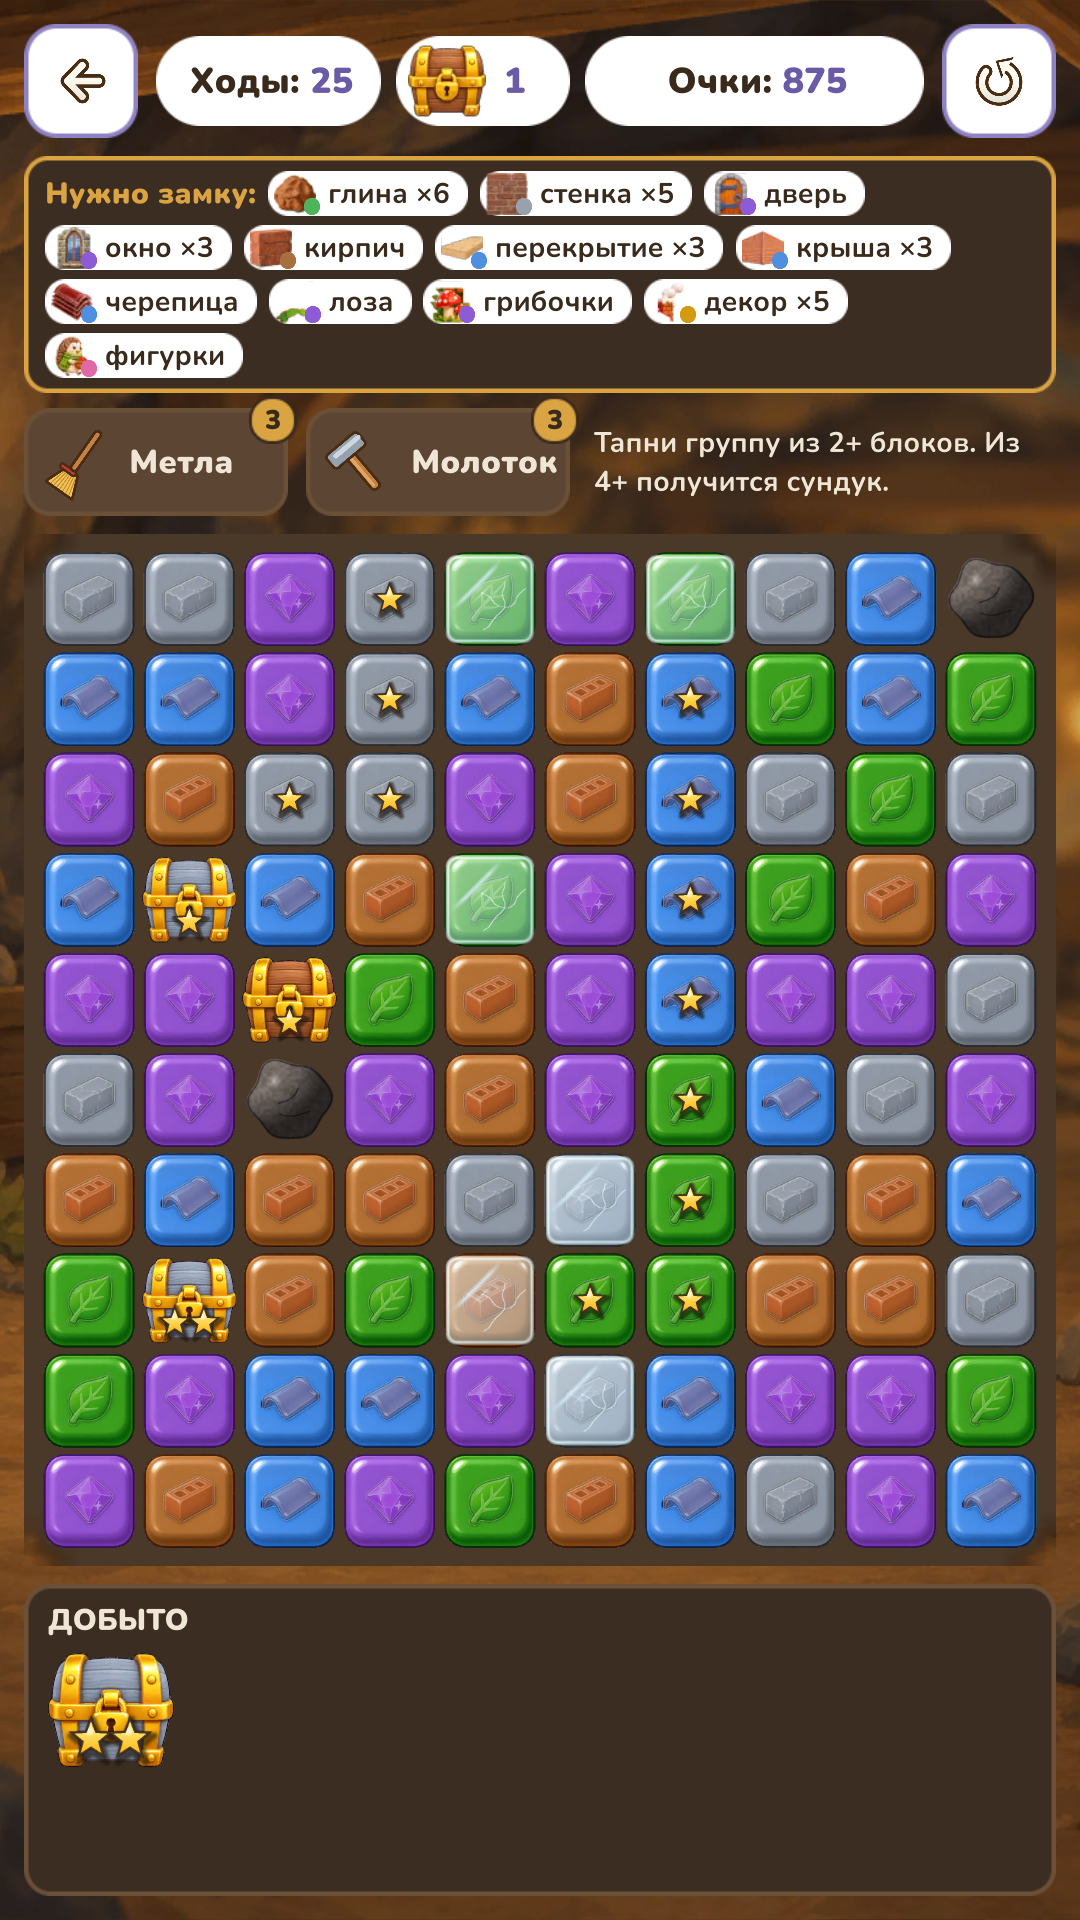 Ходы: 25
1
Очки: 875
Нужно замку: глина ×6 стенка ×5 дверь
окно ×3 кирпич перекрытие ×3 крыша ×3
черепица лоза грибочки декор ×5
фигурки
Метла 3
Молоток 3
Тапни группу из 2+ блоков. Из
4+ получится сундук.
ДОБЫТО